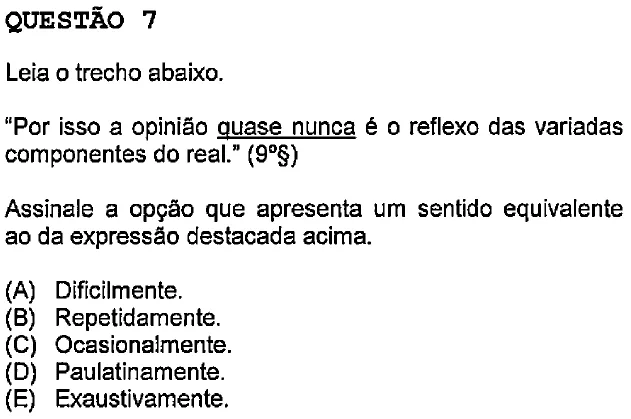 QUESTÃO 7
Leia o trecho abaixo.
“Por isso a opinião quase nunca é o reflexo das variadas
componentes do real.” (9º§)
Assinale a opção que apresenta um sentido equivalente
ao da expressão destacada acima.
(A) Dificilmente.
(B) Repetidamente.
(C) Ocasionalmente.
(D) Paulatinamente.
(E) Exaustivamente.